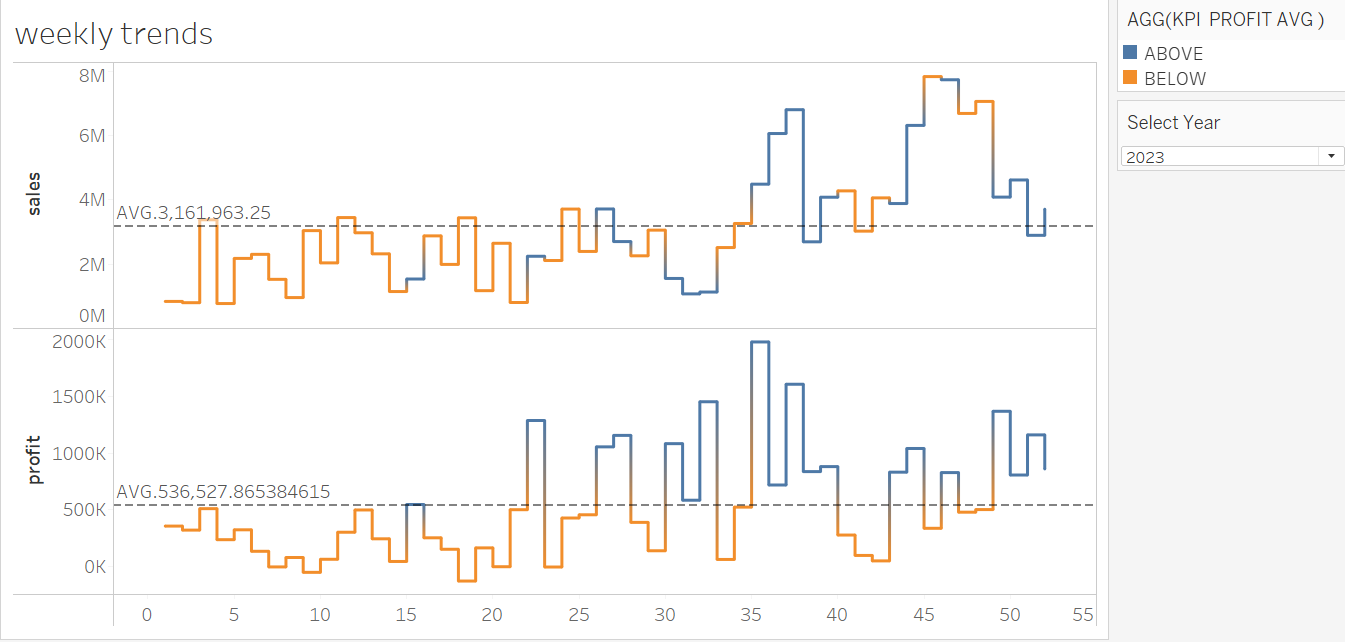 weekly trends
8M
6M
4M
2M
0M
sales
AVG.3,161,963.25
2000K
1500K
1000K
500K
0K
profit
AVG.536,527.865384615
0 5 10 15 20 25 30 35 40 45 50 55
AGG(KPI PROFIT AVG )
ABOVE
BELOW
Select Year
2023